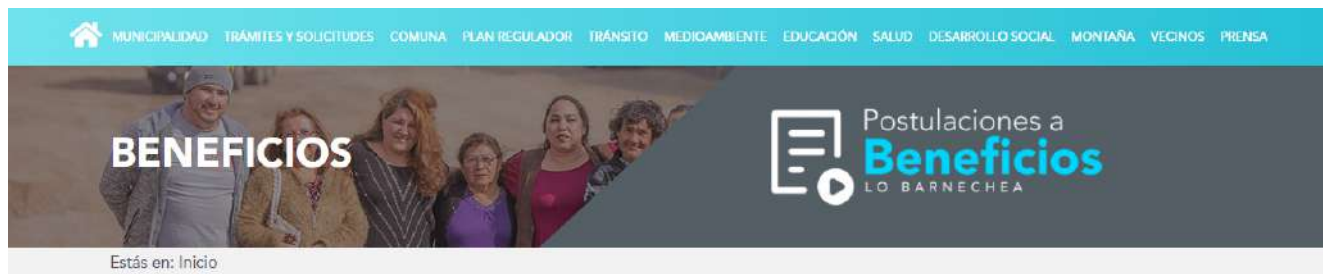 MUNICIPALIDAD TRÁMITES Y SOLICITUDES COMUNA PLAN REGULADOR TRÁNSITO MEDIOAMBIENTE EDUCACIÓN SALUD DESARROLLO SOCIAL MONTAÑA VECINOS PRENSA
BENEFICIOS
Postulaciones a
Beneficios
LO BARNECHEA
Estás en: Inicio